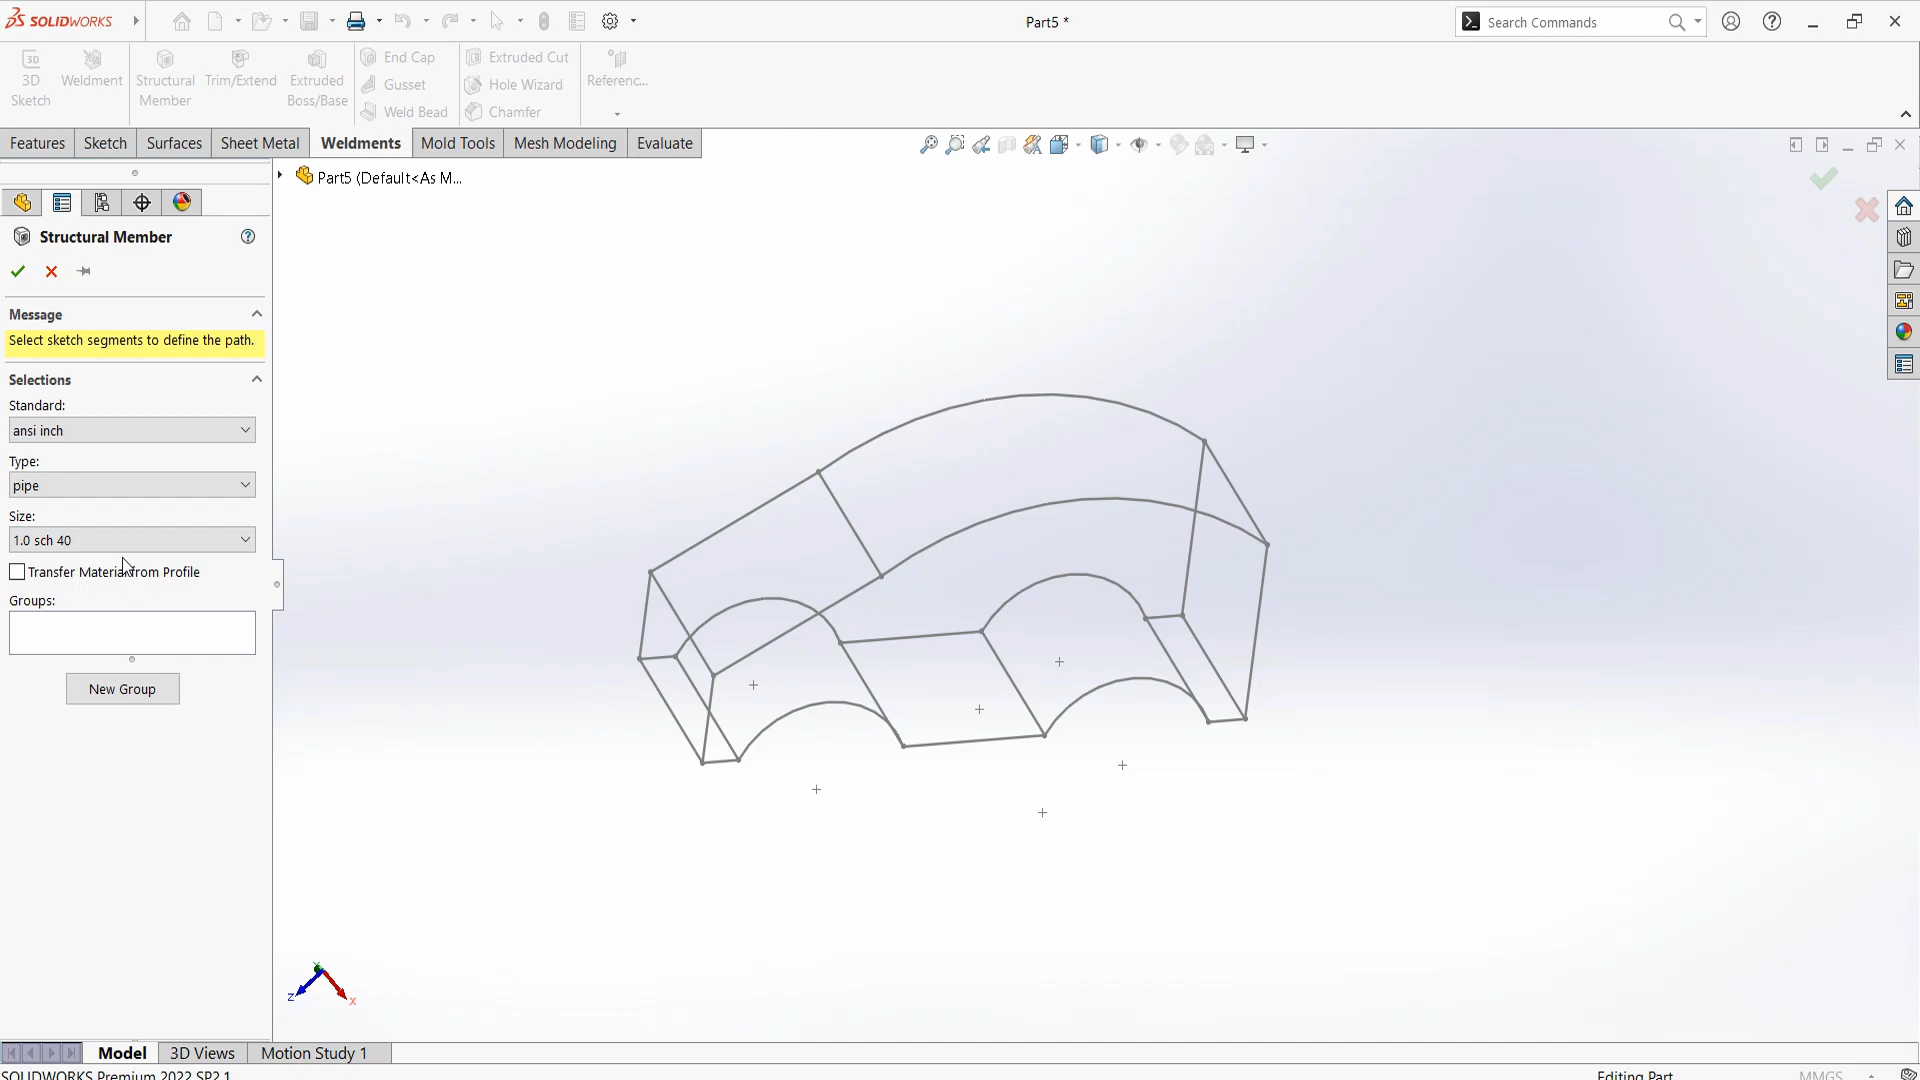 SOLIDWORKS
Part5 *
Search Commands
3D Sketch
Weldment
Structural Member
Trim/Extend
Extruded Boss/Base
End Cap
Gusset
Weld Bead
Extruded Cut
Hole Wizard
Chamfer
Referenc...
Features Sketch Surfaces Sheet Metal Weldments Mold Tools Mesh Modeling Evaluate
Part5 (Default<As M...
Structural Member
Message
Select sketch segments to define the path.
Selections
Standard:
ansi inch
Type:
pipe
Size:
1.0 sch 40
Transfer Material from Profile
Groups:
New Group
Y
Z
X
Model 3D Views Motion Study 1
SOLIDWORKS Premium 2022 SP2.1
Editing Part
MMGS